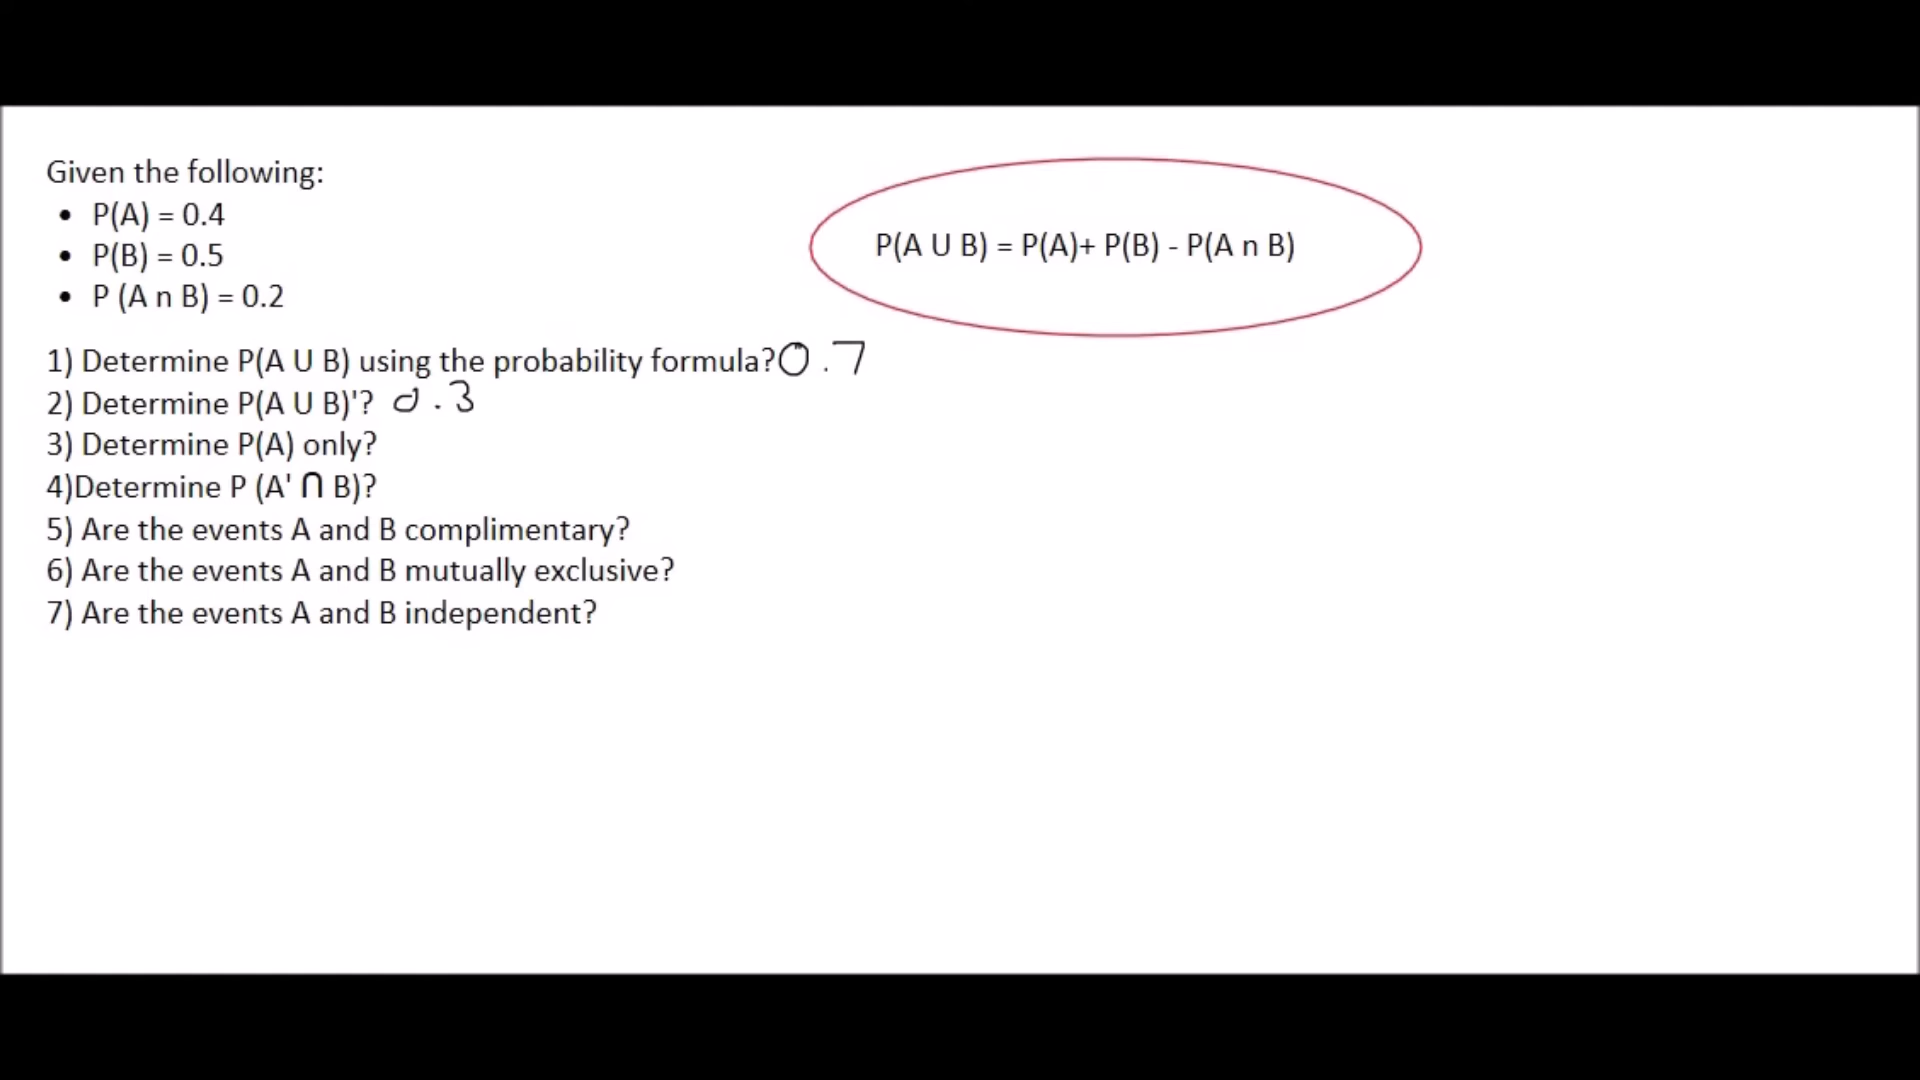 Given the following:
• P(A) = 0.4
• P(B) = 0.5
• P (A n B) = 0.2
P(A U B) = P(A)+ P(B) - P(A n B)
1) Determine P(A U B) using the probability formula? 0.7
2) Determine P(A U B)'? 0.3
3) Determine P(A) only?
4)Determine P (A' ∩ B)?
5) Are the events A and B complimentary?
6) Are the events A and B mutually exclusive?
7) Are the events A and B independent?